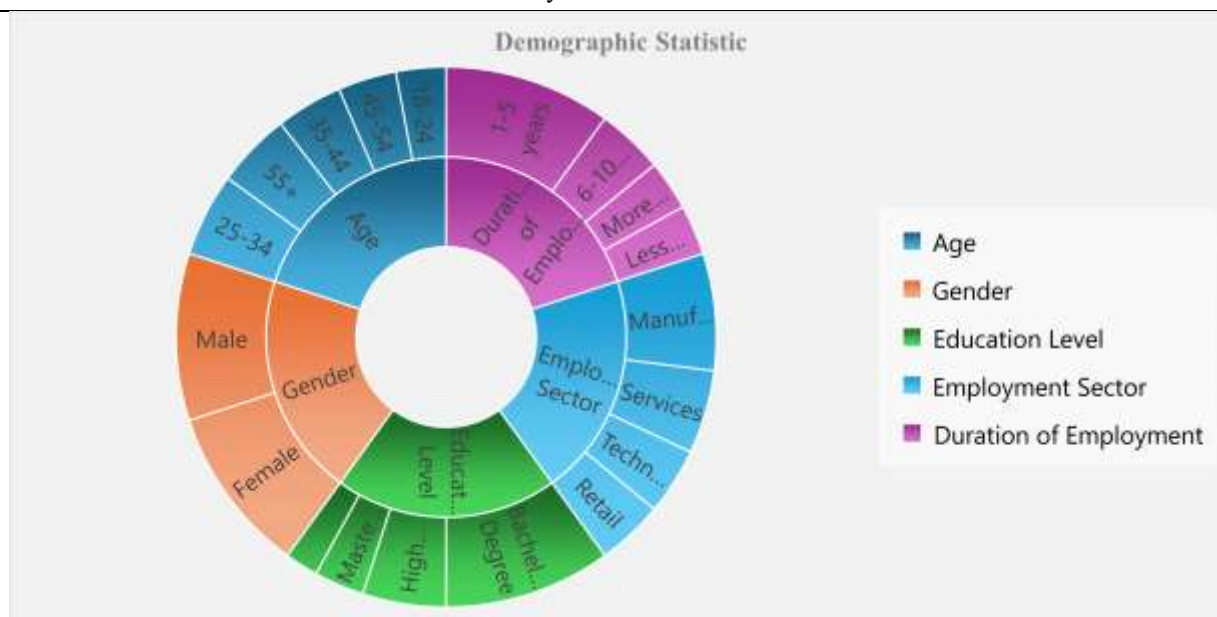 Demographic Statistic
18-24
45-54
35-44
55+
25-34
Age
1-5
years
6-10...
More...
Less...
Durati...
of
Emplo...
Manuf...
Services
Techn...
Retail
Emplo...
Sector
Male
Female
Gender
Educat...
Level
Maste
High...
Bachel...
Degree
Age
Gender
Education Level
Employment Sector
Duration of Employment